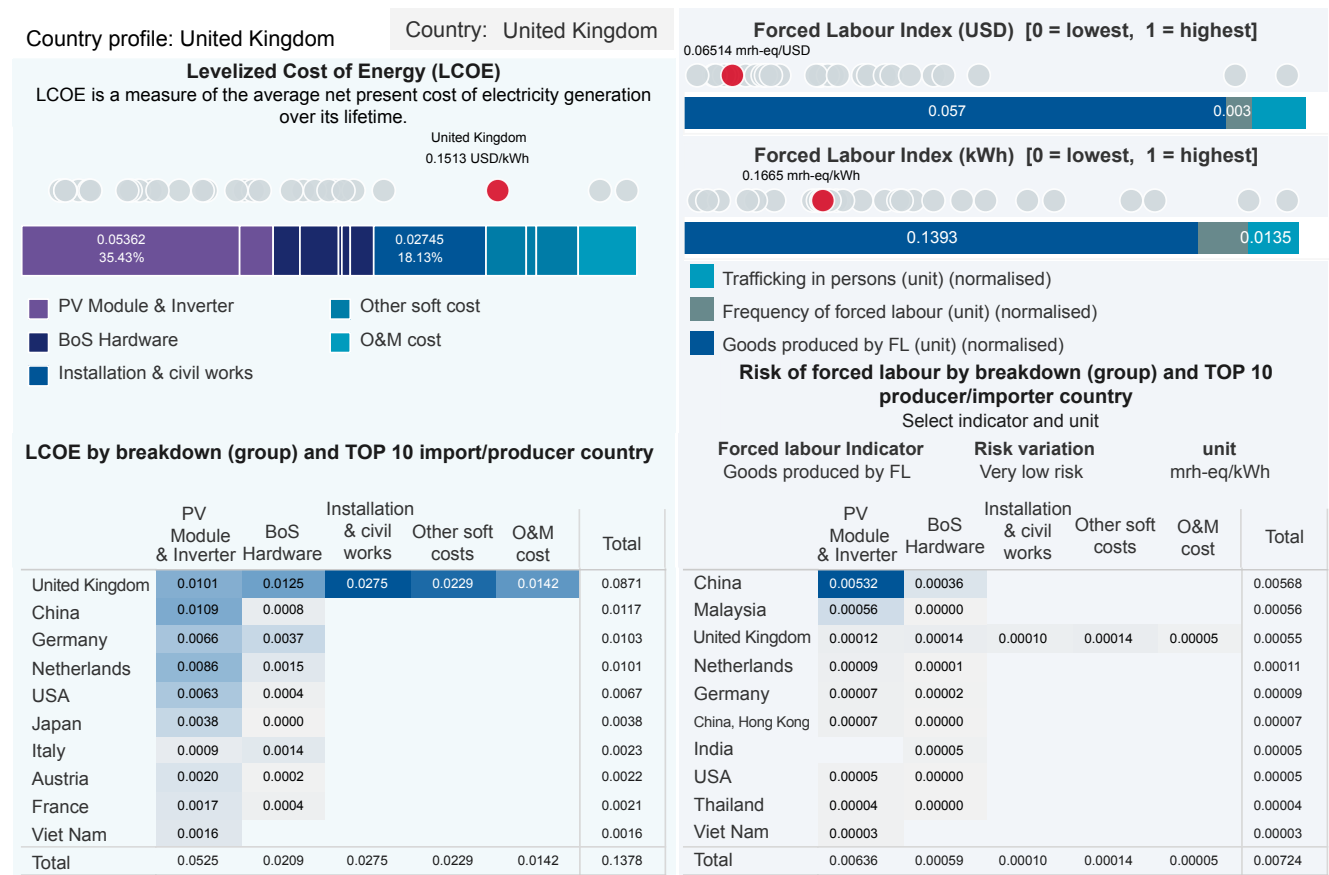 Country profile: United Kingdom
Country: United Kingdom
Levelized Cost of Energy (LCOE)
LCOE is a measure of the average net present cost of electricity generation
over its lifetime.
United Kingdom
0.1513 USD/kWh
0.05362
35.43%
0.02745
18.13%
PV Module & Inverter
BoS Hardware
Installation & civil works
Other soft cost
O&M cost
LCOE by breakdown (group) and TOP 10 import/producer country
PV Module & Inverter BoS Hardware Installation & civil works Other soft costs O&M cost Total
United Kingdom 0.0101 0.0125 0.0275 0.0229 0.0142 0.0871
China 0.0109 0.0008 0.0117
Germany 0.0066 0.0037 0.0103
Netherlands 0.0086 0.0015 0.0101
USA 0.0063 0.0004 0.0067
Japan 0.0038 0.0000 0.0038
Italy 0.0009 0.0014 0.0023
Austria 0.0020 0.0002 0.0022
France 0.0017 0.0004 0.0021
Viet Nam 0.0016 0.0016
Total 0.0525 0.0209 0.0275 0.0229 0.0142 0.1378
Forced Labour Index (USD) [0 = lowest, 1 = highest]
0.06514 mrh-eq/USD
0.057 0.003
Forced Labour Index (kWh) [0 = lowest, 1 = highest]
0.1665 mrh-eq/kWh
0.1393 0.0135
Trafficking in persons (unit) (normalised)
Frequency of forced labour (unit) (normalised)
Goods produced by FL (unit) (normalised)
Risk of forced labour by breakdown (group) and TOP 10
producer/importer country
Select indicator and unit
Forced labour Indicator Risk variation unit
Goods produced by FL Very low risk mrh-eq/kWh
PV Module & Inverter BoS Hardware Installation & civil works Other soft costs O&M cost Total
China 0.00532 0.00036 0.00568
Malaysia 0.00056 0.00000 0.00056
United Kingdom 0.00012 0.00014 0.00010 0.00014 0.00005 0.00055
Netherlands 0.00009 0.00001 0.00011
Germany 0.00007 0.00002 0.00009
China, Hong Kong 0.00007 0.00000 0.00007
India 0.00005 0.00005
USA 0.00005 0.00000 0.00005
Thailand 0.00004 0.00000 0.00004
Viet Nam 0.00003 0.00003
Total 0.00636 0.00059 0.00010 0.00014 0.00005 0.00724